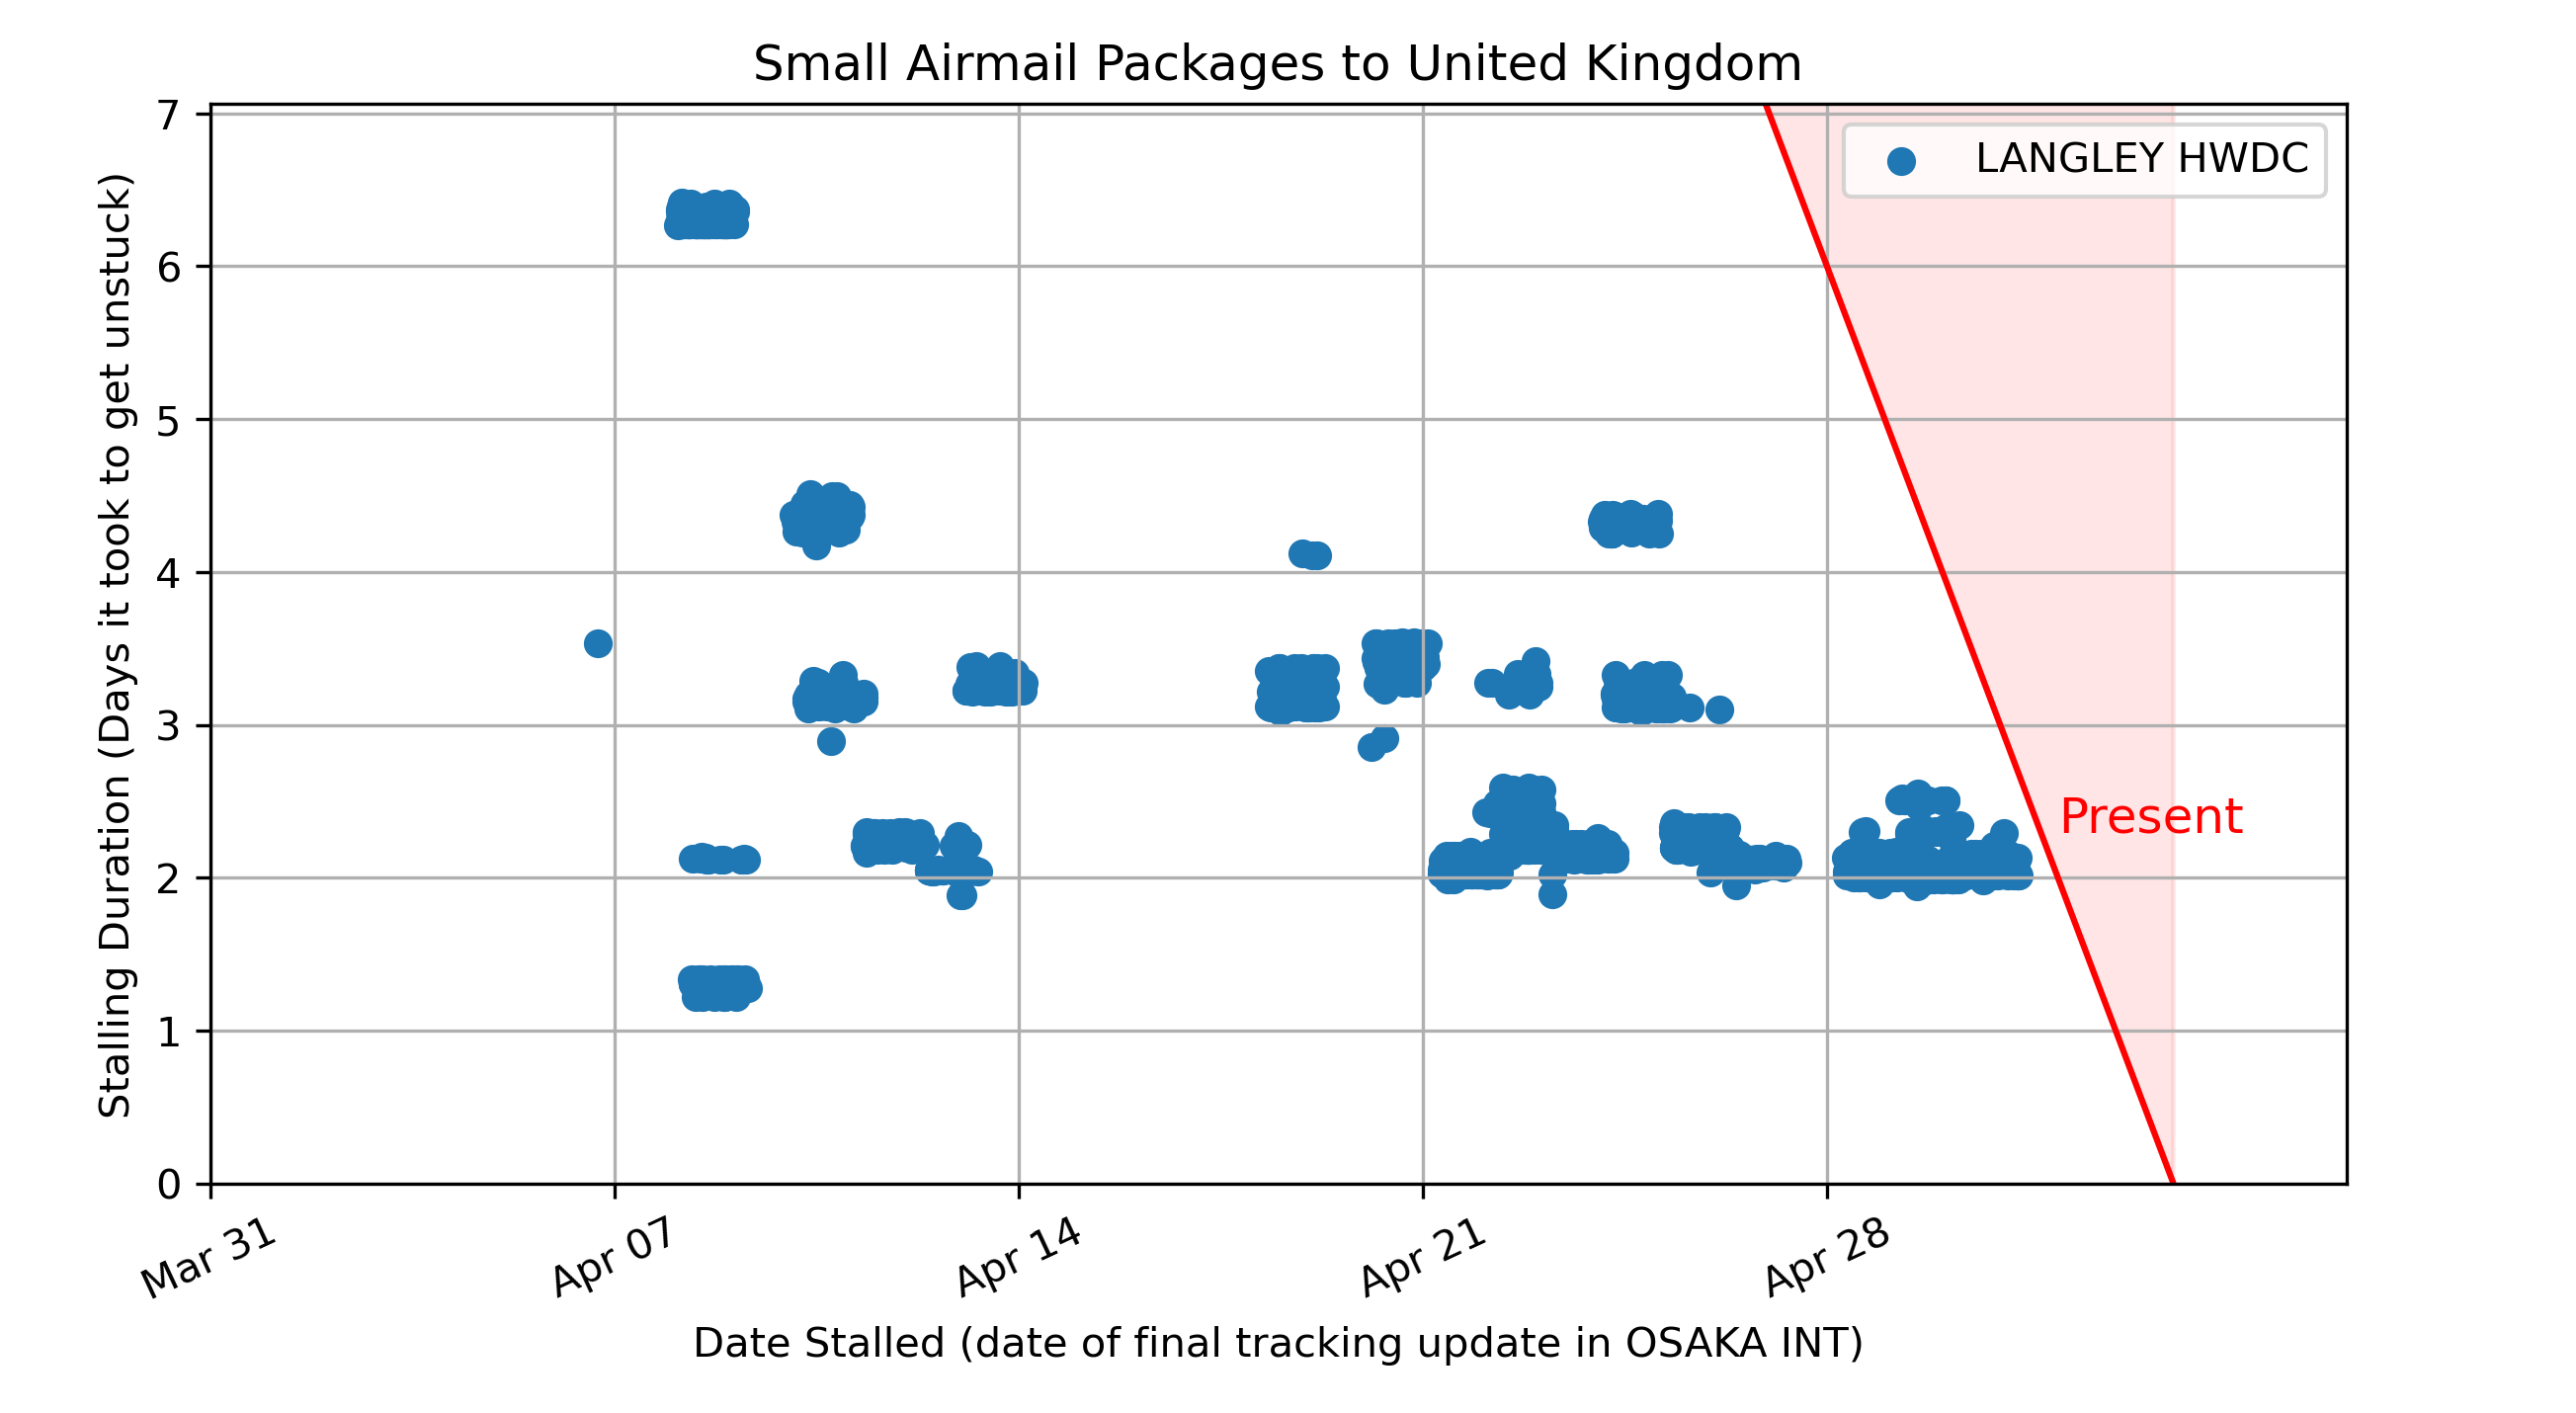 Small Airmail Packages to United Kingdom
Stalling Duration (Days it took to get unstuck)
7
6
5
4
3
2
1
0
LANGLEY HWDC
Present
Mar 31
Apr 07
Apr 14
Apr 21
Apr 28
Date Stalled (date of final tracking update in OSAKA INT)